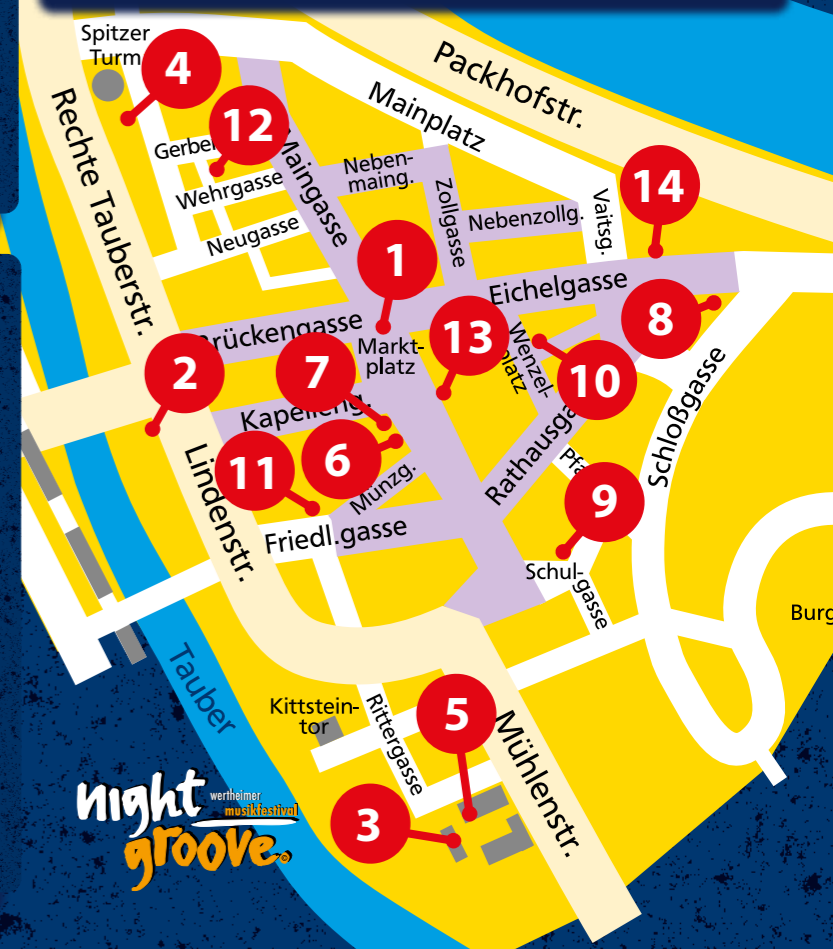 Spitzer
Turm
4
Packhofstr.
Mainplatz
Rechte Tauberstr.
12
Gerber
Wehrgasse
Neugasse
Maingasse
Neben-
maing.
Zollgasse
Nebenzollg.
Vaitsg.
14
1
Eichelgasse
8
Brückengasse
Markt-
platz
13
Wenzel-
platz
10
2
7
Kapelleng.
11
6
Münzg.
Rathausga
Schloßgasse
Lindenstr.
Friedl.gasse
Pfa
9
Schul-
gasse
Burg
Tauber
Kittstein-
tor
Rittergasse
5
Mühlenstr.
3
night
wertheimer
musikfestival
groove.